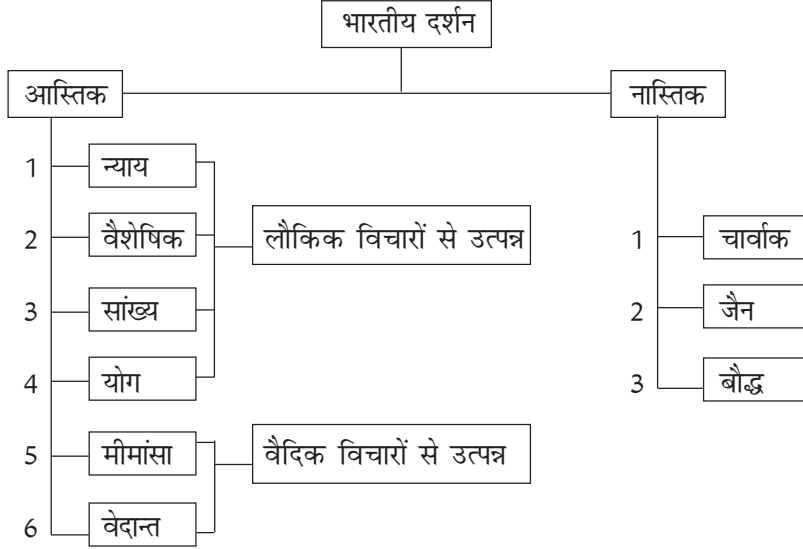 भारतीय दर्शन
आस्तिक
नास्तिक
1 न्याय
2 वैशेषिक
3 सांख्य
4 योग
लौकिक विचारों से उत्पन्न
5 मीमांसा
6 वेदान्त
वैदिक विचारों से उत्पन्न
1 चार्वाक
2 जैन
3 बौद्ध